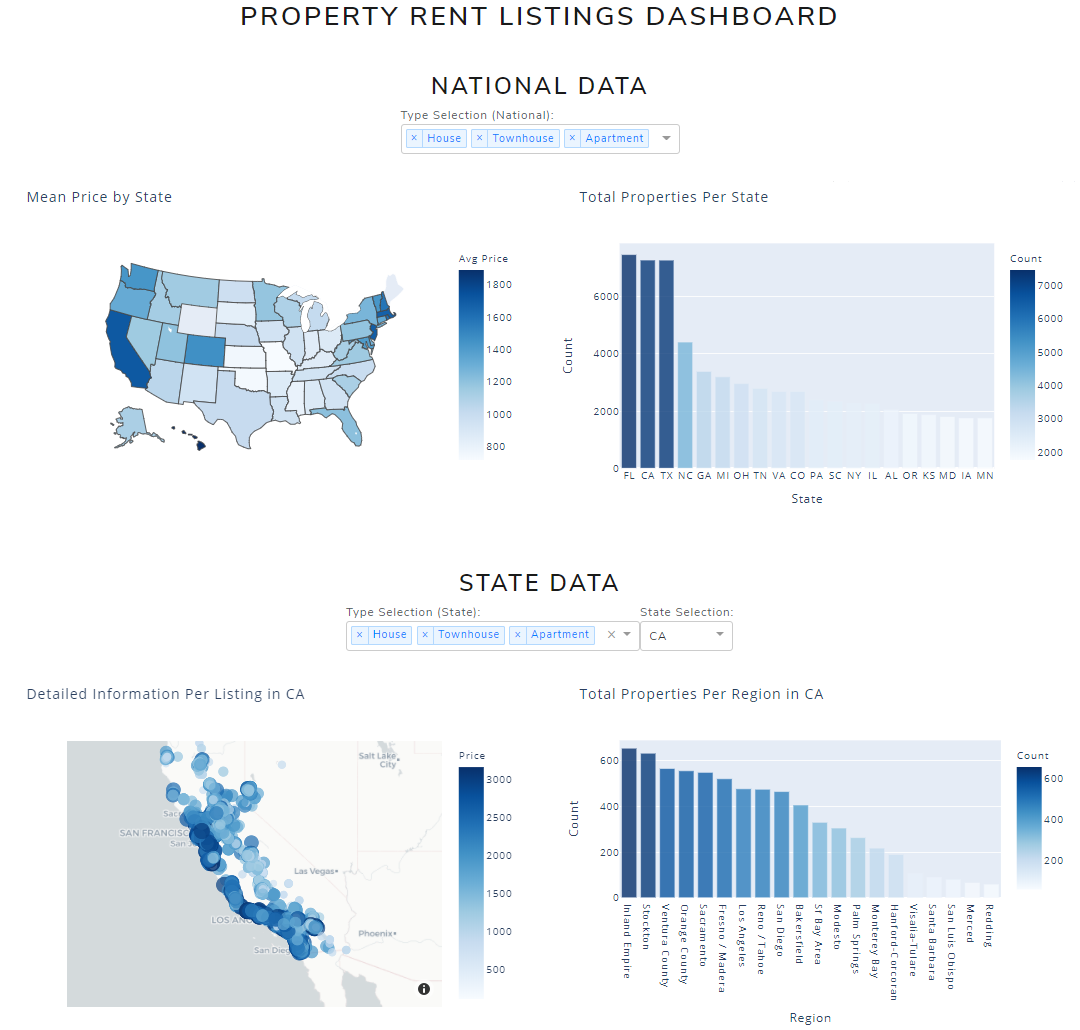 PROPERTY RENT LISTINGS DASHBOARD
NATIONAL DATA
Type Selection (National):
× House × Townhouse × Apartment
Mean Price by State
Avg Price
1800
1600
1400
1200
1000
800
Total Properties Per State
Count
6000
4000
2000
0
FL CA TX NC GA MI OH TN VA CO PA SC NY IL AL OR KS MD IA MN
State
Count
7000
6000
5000
4000
3000
2000
STATE DATA
Type Selection (State):
× House × Townhouse × Apartment ×
State Selection:
CA
Detailed Information Per Listing in CA
Salt Lake
City
Sacr
SAN FRANCISC
San J
Las Vegas
LOS AN
Phoenix
San Dieg
Price
3000
2500
2000
1500
1000
500
Total Properties Per Region in CA
Count
600
400
200
0
Inland Empire
Stockton
Ventura County
Orange County
Sacramento
Fresno / Madera
Los Angeles
Reno / Tahoe
San Diego
Bakersfield
Sf Bay Area
Modesto
Palm Springs
Monterey Bay
Hanford-Corcoran
Visalia-Tulare
Santa Barbara
San Luis Obispo
Merced
Redding
Region
Count
600
400
200